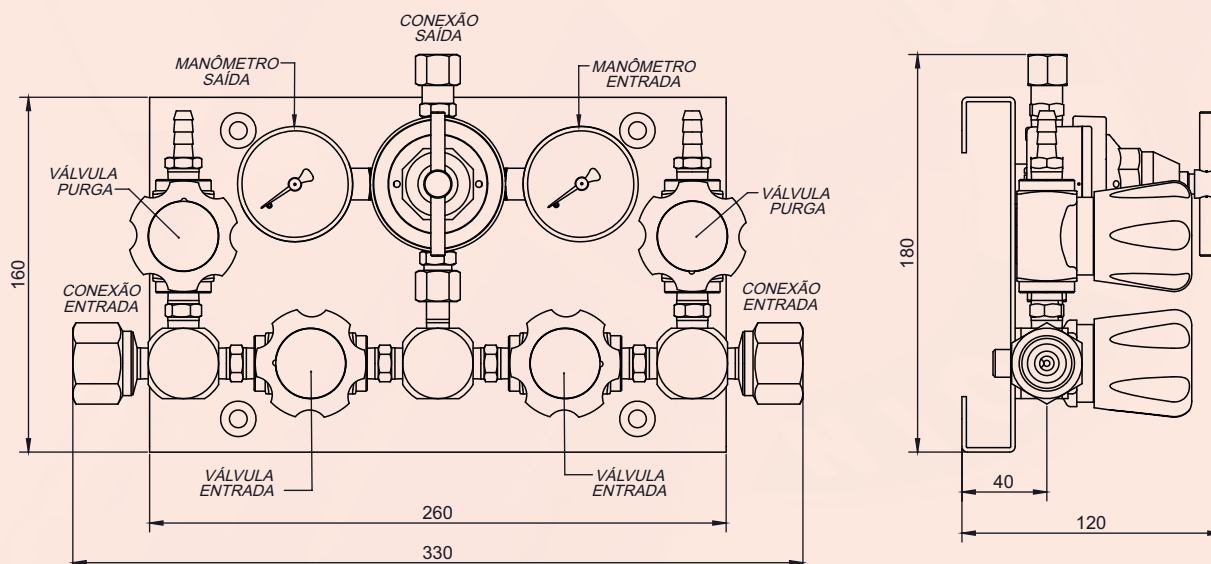 CONEXÃO
SAÍDA
MANÔMETRO
SAÍDA
MANÔMETRO
ENTRADA
VÁLVULA
PURGA
VÁLVULA
PURGA
160
180
CONEXÃO
ENTRADA
CONEXÃO
ENTRADA
VÁLVULA
ENTRADA
VÁLVULA
ENTRADA
40
260
120
330